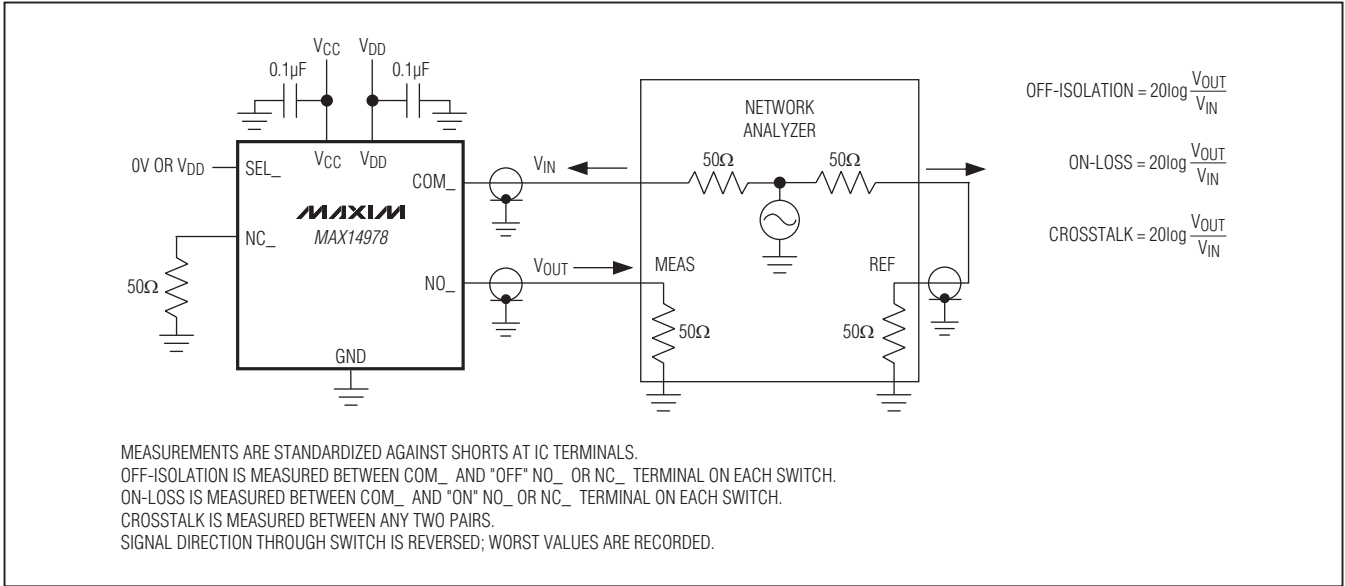 VCC VDD
0.1µF 0.1µF
0V OR VDD
SEL_
VCC VDD
COM_
MAXIM
MAX14978
NC_
NO_
50Ω
GND
VIN
VOUT
NETWORK
ANALYZER
50Ω 50Ω
MEAS REF
50Ω 50Ω
OFF-ISOLATION = 20log VOUT/VIN
ON-LOSS = 20log VOUT/VIN
CROSSTALK = 20log VOUT/VIN
MEASUREMENTS ARE STANDARDIZED AGAINST SHORTS AT IC TERMINALS.
OFF-ISOLATION IS MEASURED BETWEEN COM_ AND "OFF" NO_ OR NC_ TERMINAL ON EACH SWITCH.
ON-LOSS IS MEASURED BETWEEN COM_ AND "ON" NO_ OR NC_ TERMINAL ON EACH SWITCH.
CROSSTALK IS MEASURED BETWEEN ANY TWO PAIRS.
SIGNAL DIRECTION THROUGH SWITCH IS REVERSED; WORST VALUES ARE RECORDED.